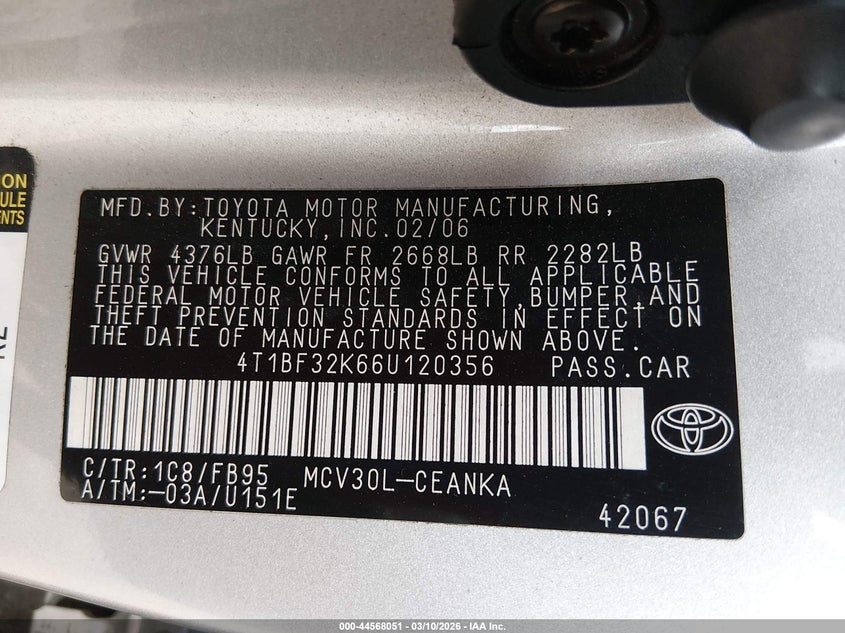 ON
ULE
ENTS
MFD.BY:TOYOTA MOTOR MANUFACTURING,
KENTUCKY,INC.02/06
GVWR 4376LB GAWR FR 2668LB RR 2282LB
THIS VEHICLE CONFORMS TO ALL APPLICABLE
FEDERAL MOTOR VEHICLE SAFETY,BUMPER,AND
THEFT PREVENTION STANDARDS IN EFFECT ON
THE DATE OF MANUFACTURE SHOWN ABOVE.
4T1BF32K66U120356 PASS.CAR
C/TR:1C8/FB95 MCV30L-CEANKA
A/TM:-03A/U151E
42067
000-44568051 - 03/10/2026 - IAA Inc.